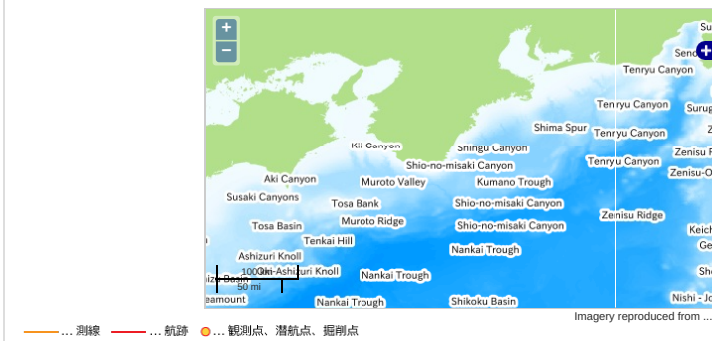 +
−
Su
Tenryu Canyon
Tenryu Canyon
Surug
Shima Spur
Tenryu Canyon
Kii Canyon
Shingu Canyon
Zenisu R
Tenryu Canyon
Shio-no-misaki Canyon
Zenisu-O
Aki Canyon
Muroto Valley
Kumano Trough
Susaki Canyons
Tosa Bank
Shio-no-misaki Canyon
Zenisu Ridge
Tosa Basin
Muroto Ridge
Shio-no-misaki Canyon
Keich
Tenkai Hill
Ge
Nankai Trough
Ashizuri Knoll
100 km
Oki-Ashizuri Knoll
Nankai Trough
Sho
Basin
50 mi
eamount
Nankai Trough
Shikoku Basin
Nishi - Jo
Imagery reproduced from ...
... 測線 ... 航跡 ... 観測点、潜航点、掘削点